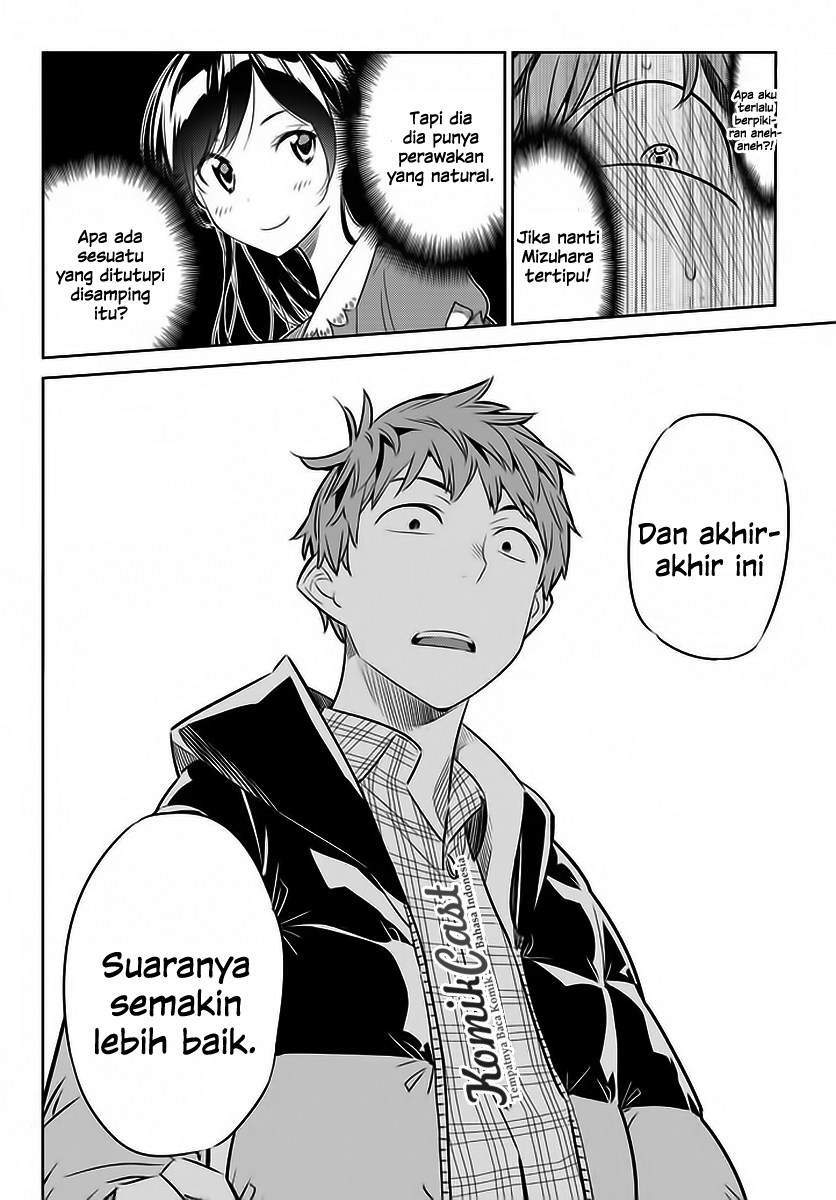 Apa aku
terlalu
berpiki-
ran aneh-
aneh?!
Jika nanti
Mizuhara
tertipu!
Tapi dia
dia punya
perawakan
yang natural.
Apa ada
sesuatu
yang ditutupi
disamping
itu?
Dan akhir-
akhir ini
Suaranya
semakin
lebih baik.
KomikCast
Tempatnya Baca Komik Bahasa Indonesia